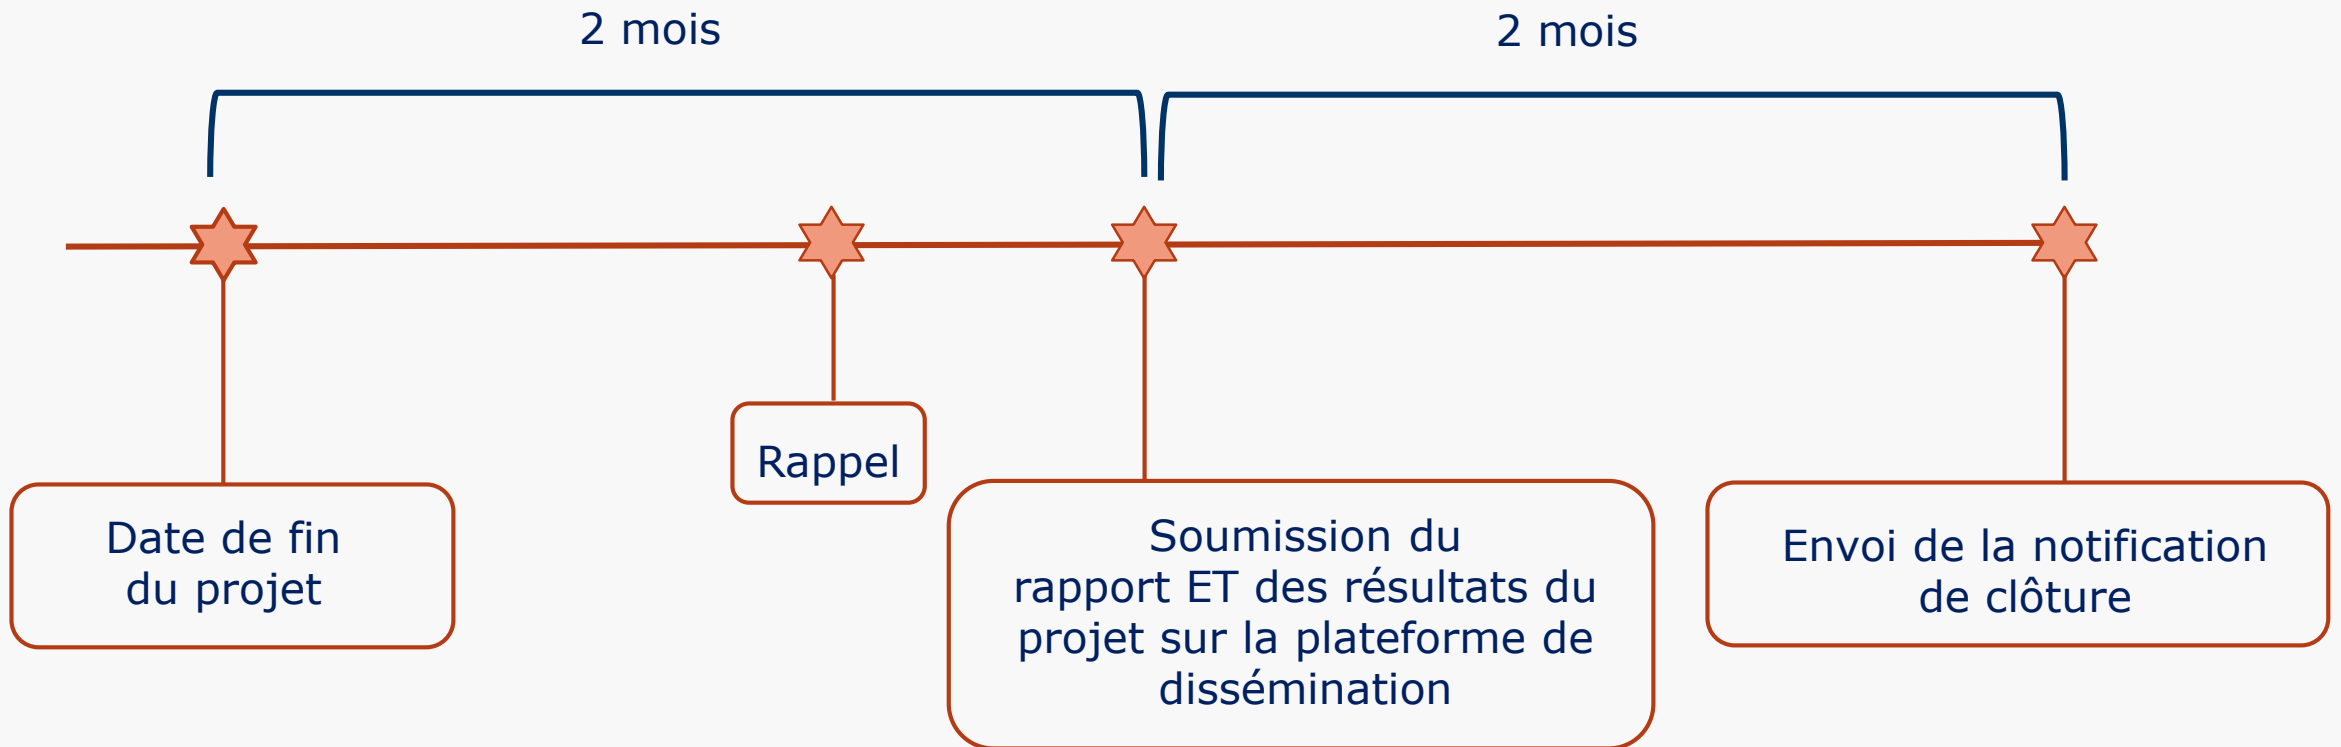 2 mois
2 mois
Date de fin
du projet
Rappel
Soumission du
rapport ET des résultats du
projet sur la plateforme de
dissémination
Envoi de la notification
de clôture